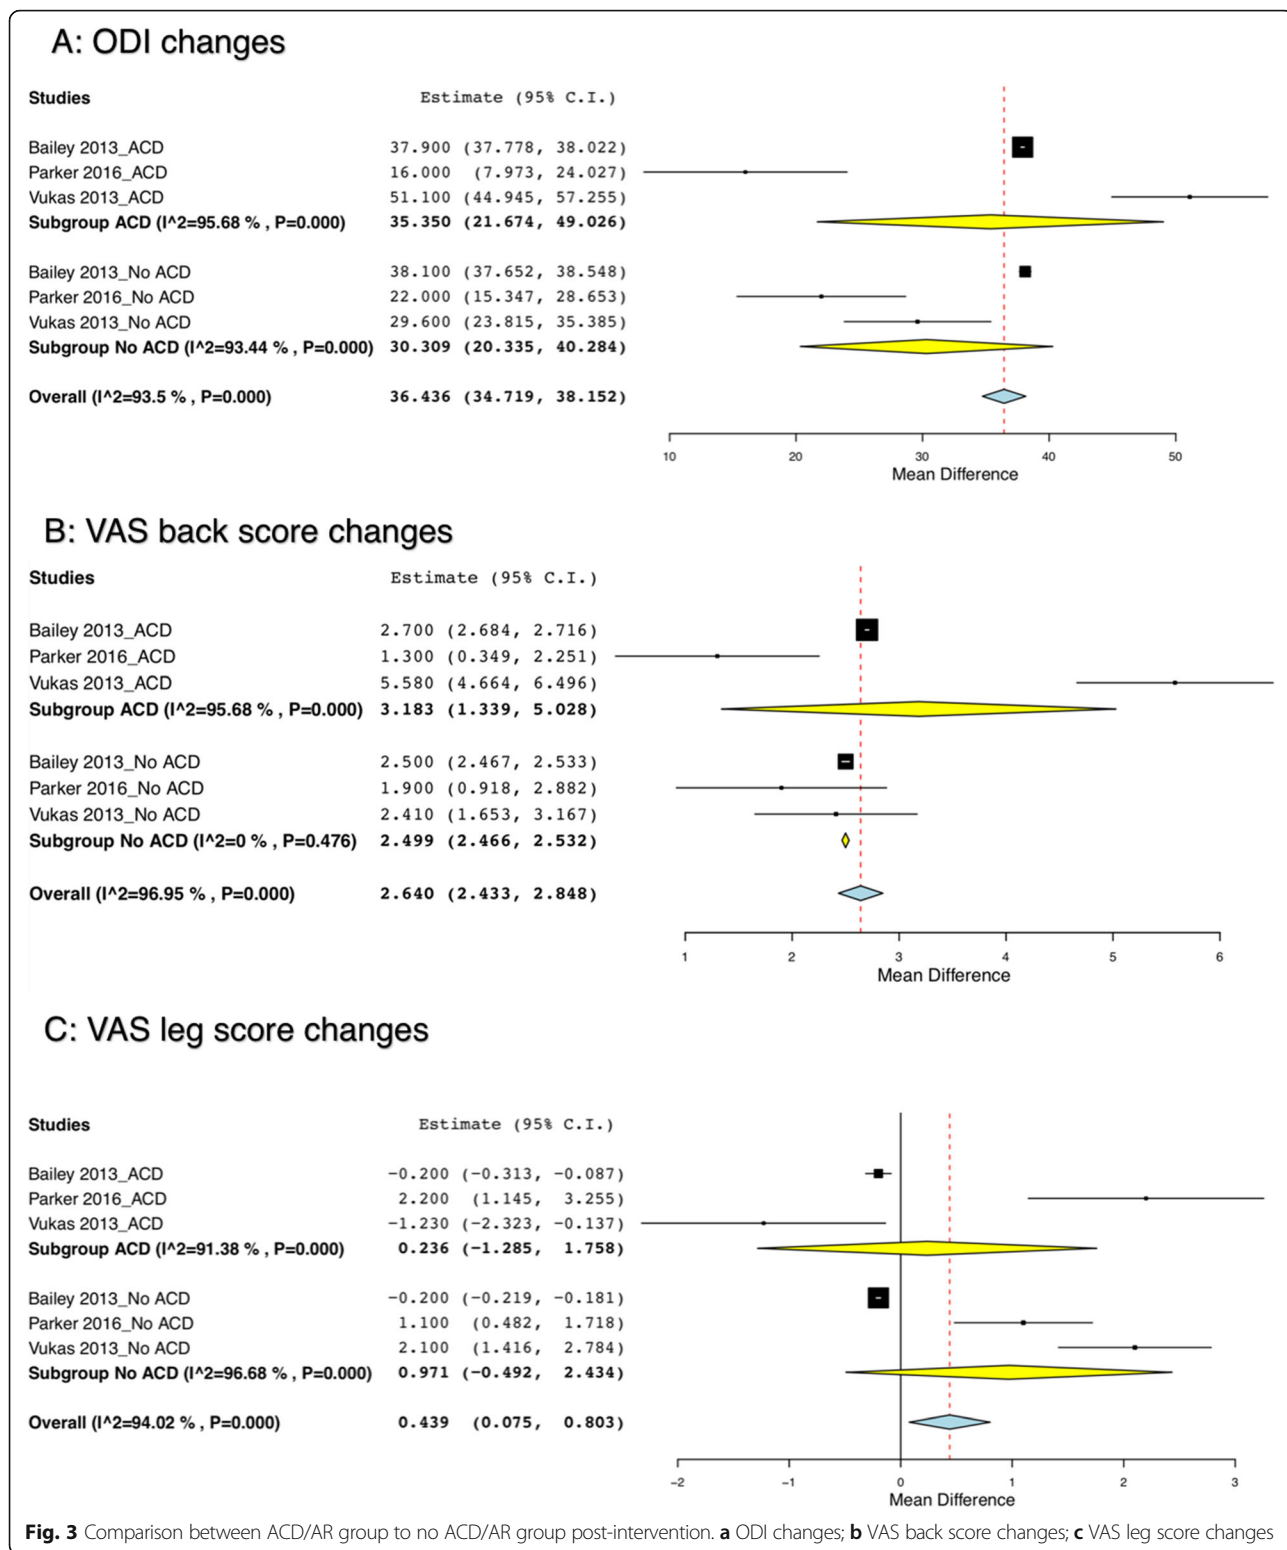 A: ODI changes
Studies Estimate (95% C.I.)
Bailey 2013_ACD 37.900 (37.778, 38.022)
Parker 2016_ACD 16.000 (7.973, 24.027)
Vukas 2013_ACD 51.100 (44.945, 57.255)
Subgroup ACD (I^2=95.68 % , P=0.000) 35.350 (21.674, 49.026)
Bailey 2013_No ACD 38.100 (37.652, 38.548)
Parker 2016_No ACD 22.000 (15.347, 28.653)
Vukas 2013_No ACD 29.600 (23.815, 35.385)
Subgroup No ACD (I^2=93.44 % , P=0.000) 30.309 (20.335, 40.284)
Overall (I^2=93.5 % , P=0.000) 36.436 (34.719, 38.152)
10 20 30 40 50
Mean Difference
B: VAS back score changes
Studies Estimate (95% C.I.)
Bailey 2013_ACD 2.700 (2.684, 2.716)
Parker 2016_ACD 1.300 (0.349, 2.251)
Vukas 2013_ACD 5.580 (4.664, 6.496)
Subgroup ACD (I^2=95.68 % , P=0.000) 3.183 (1.339, 5.028)
Bailey 2013_No ACD 2.500 (2.467, 2.533)
Parker 2016_No ACD 1.900 (0.918, 2.882)
Vukas 2013_No ACD 2.410 (1.653, 3.167)
Subgroup No ACD (I^2=0 % , P=0.476) 2.499 (2.466, 2.532)
Overall (I^2=96.95 % , P=0.000) 2.640 (2.433, 2.848)
1 2 3 4 5 6
Mean Difference
C: VAS leg score changes
Studies Estimate (95% C.I.)
Bailey 2013_ACD −0.200 (−0.313, −0.087)
Parker 2016_ACD 2.200 (1.145, 3.255)
Vukas 2013_ACD −1.230 (−2.323, −0.137)
Subgroup ACD (I^2=91.38 % , P=0.000) 0.236 (−1.285, 1.758)
Bailey 2013_No ACD −0.200 (−0.219, −0.181)
Parker 2016_No ACD 1.100 (0.482, 1.718)
Vukas 2013_No ACD 2.100 (1.416, 2.784)
Subgroup No ACD (I^2=96.68 % , P=0.000) 0.971 (−0.492, 2.434)
Overall (I^2=94.02 % , P=0.000) 0.439 (0.075, 0.803)
−2 −1 0 1 2 3
Mean Difference
Fig. 3 Comparison between ACD/AR group to no ACD/AR group post-intervention. a ODI changes; b VAS back score changes; c VAS leg score changes